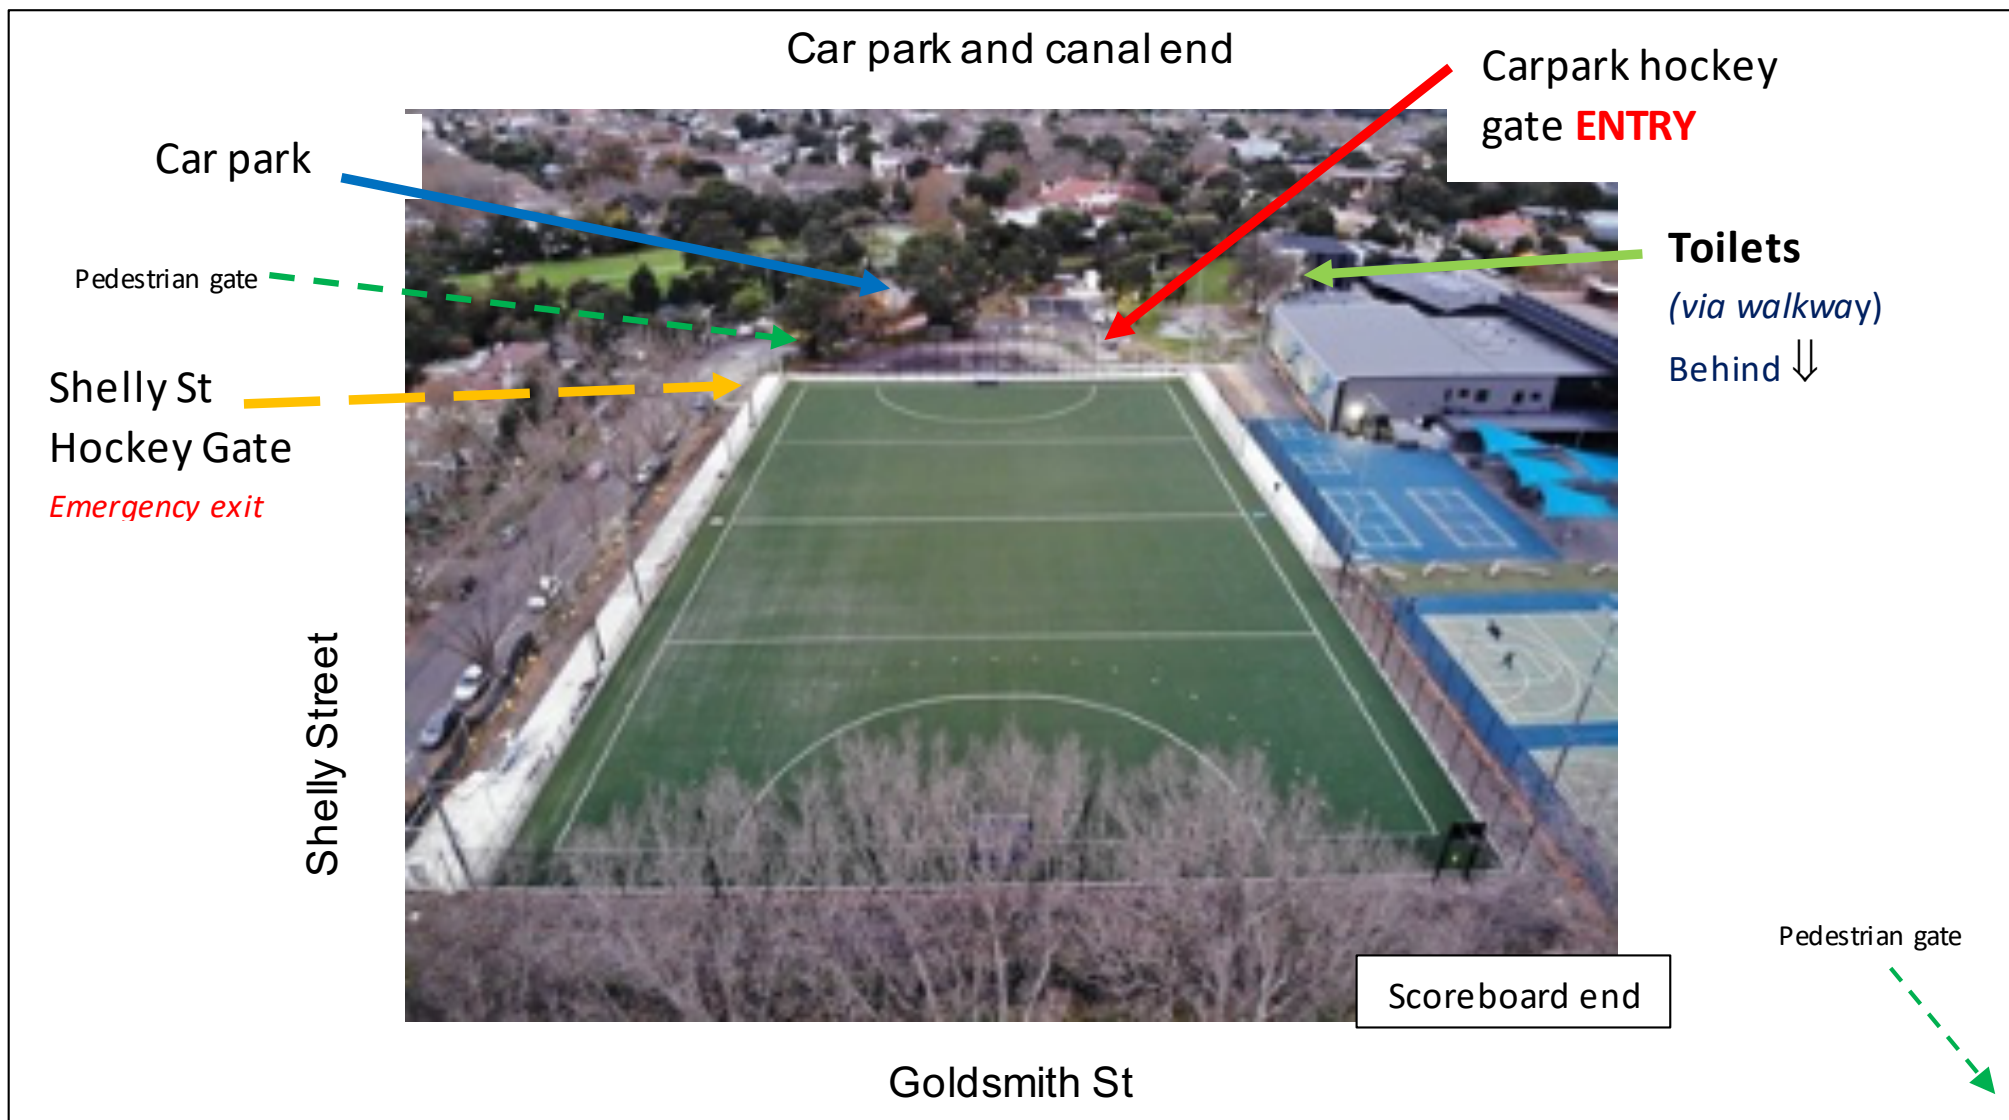 Car park and canal end
Carpark hockey
gate ENTRY
Car park
Toilets
(via walkway)
Behind ⇓
Pedestrian gate
Shelly St
Hockey Gate
Emergency exit
Shelly Street
Pedestrian gate
Scoreboard end
Goldsmith St